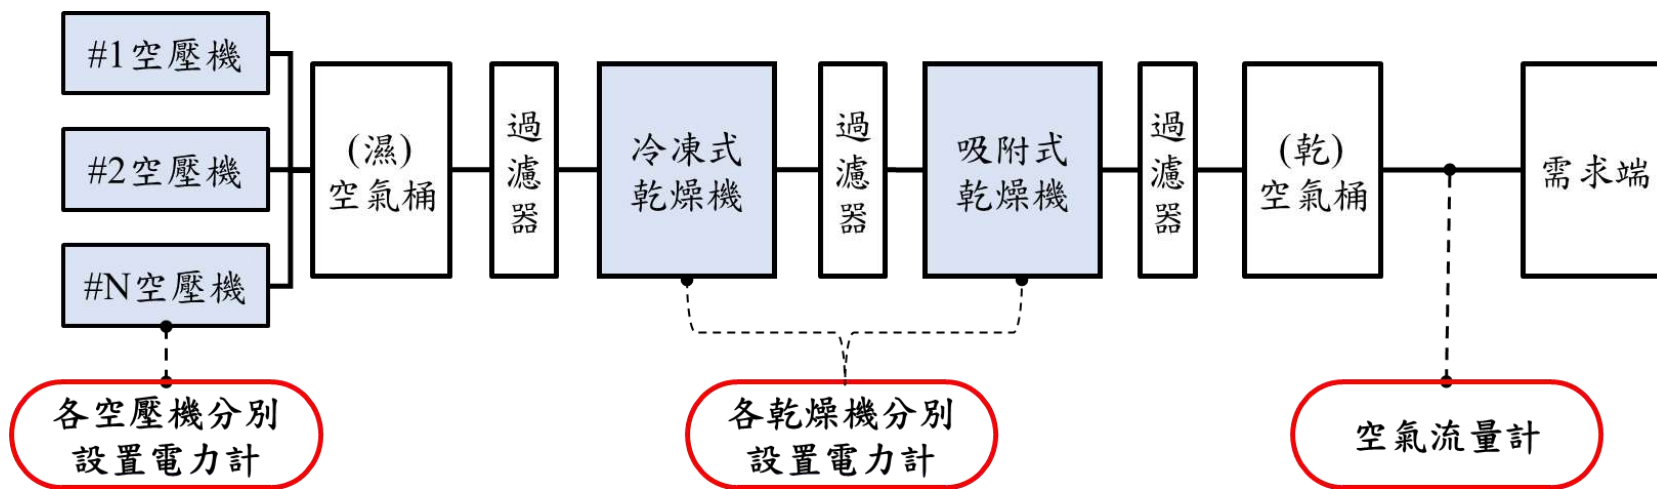 #1空壓機
#2空壓機
#N空壓機
(濕)
空氣桶
過
濾
器
冷凍式
乾燥機
過
濾
器
吸附式
乾燥機
過
濾
器
(乾)
空氣桶
需求端
各空壓機分別
設置電力計
各乾燥機分別
設置電力計
空氣流量計